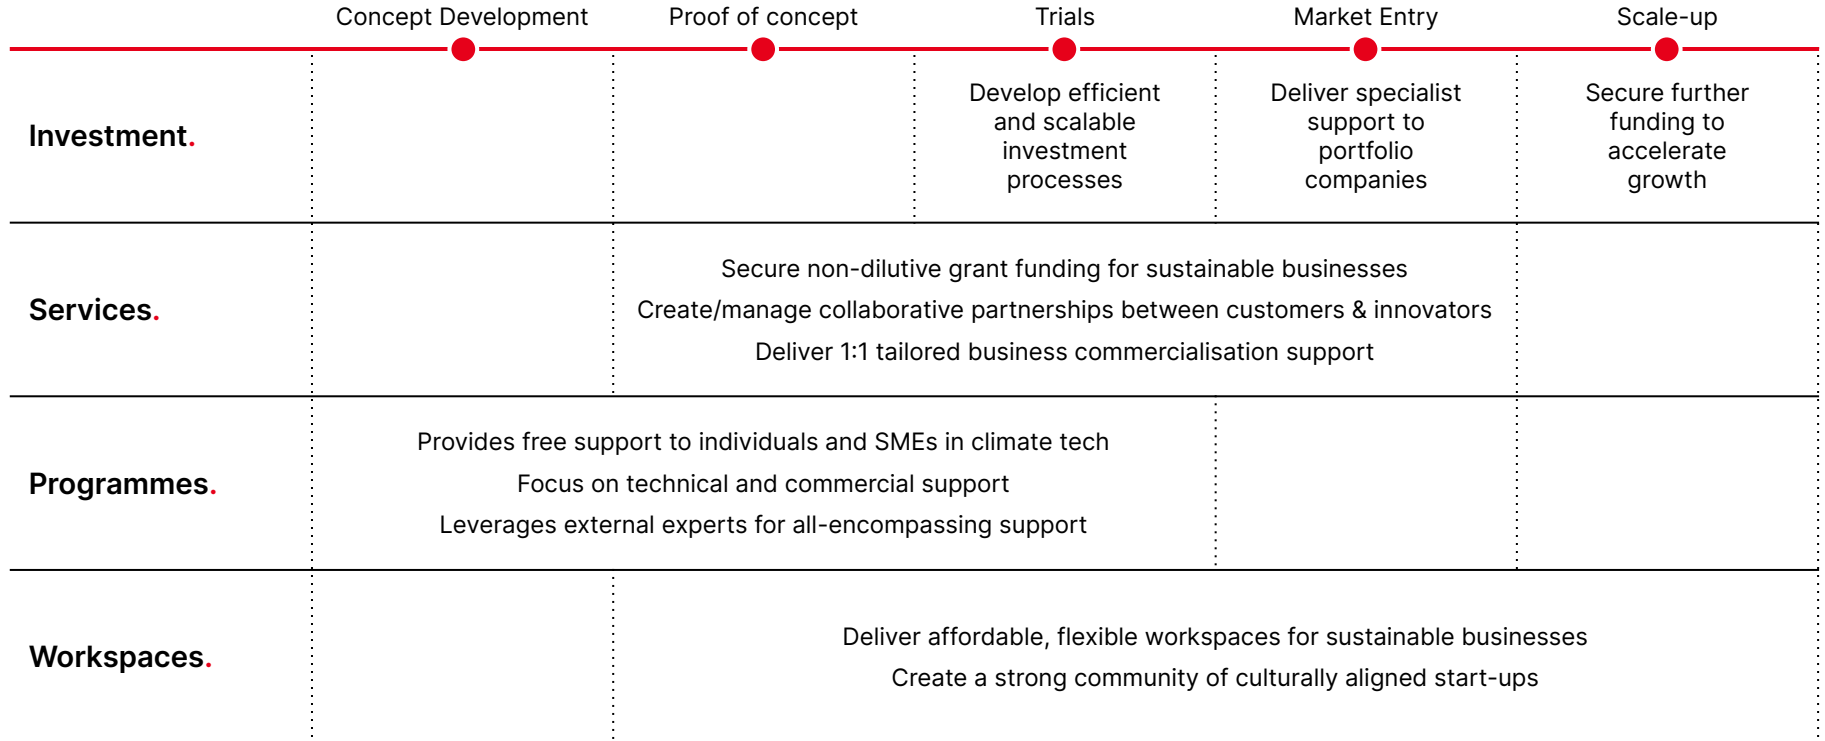 Concept Development
Proof of concept
Trials
Market Entry
Scale-up
Investment.
Develop efficient
and scalable
investment
processes
Deliver specialist
support to
portfolio
companies
Secure further
funding to
accelerate
growth
Services.
Secure non-dilutive grant funding for sustainable businesses
Create/manage collaborative partnerships between customers & innovators
Deliver 1:1 tailored business commercialisation support
Programmes.
Provides free support to individuals and SMEs in climate tech
Focus on technical and commercial support
Leverages external experts for all-encompassing support
Workspaces.
Deliver affordable, flexible workspaces for sustainable businesses
Create a strong community of culturally aligned start-ups